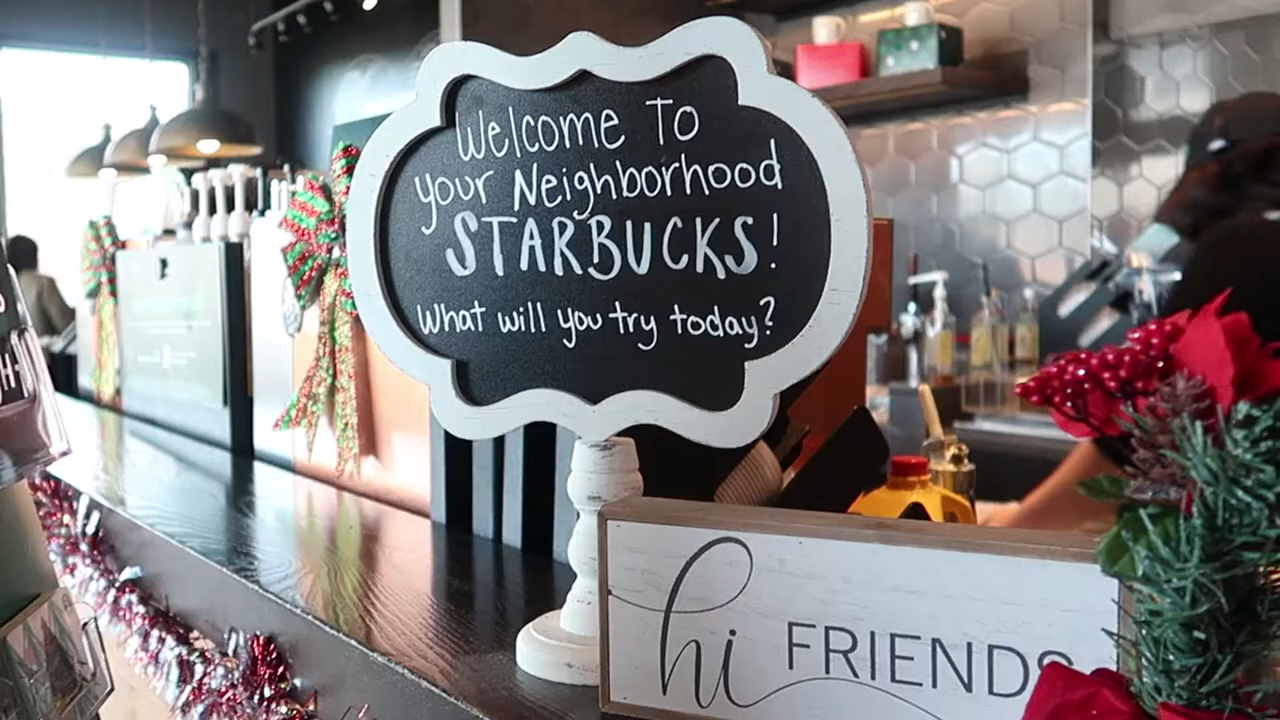 Welcome To
your Neighborhood
STARBUCKS!
What will you try today?
hi FRIENDS